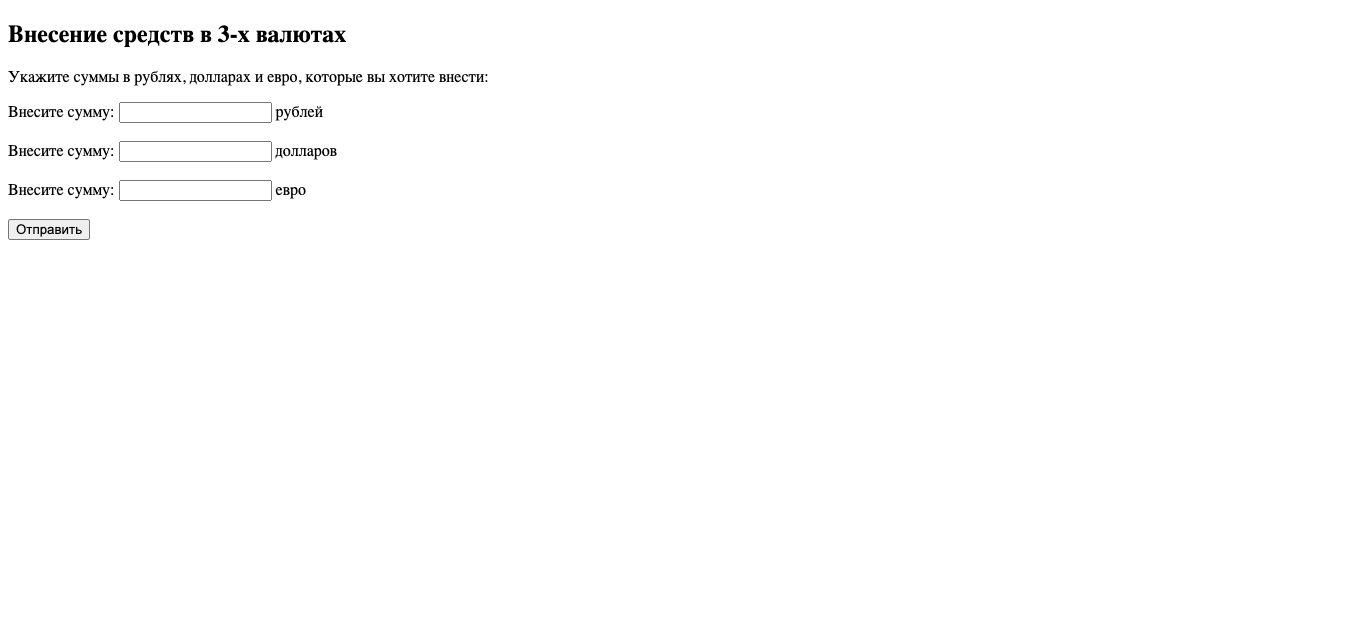 Внесение средств в 3-х валютах
Укажите суммы в рублях, долларах и евро, которые вы хотите внести:
Внесите сумму: рублей
Внесите сумму: долларов
Внесите сумму: евро
Отправить